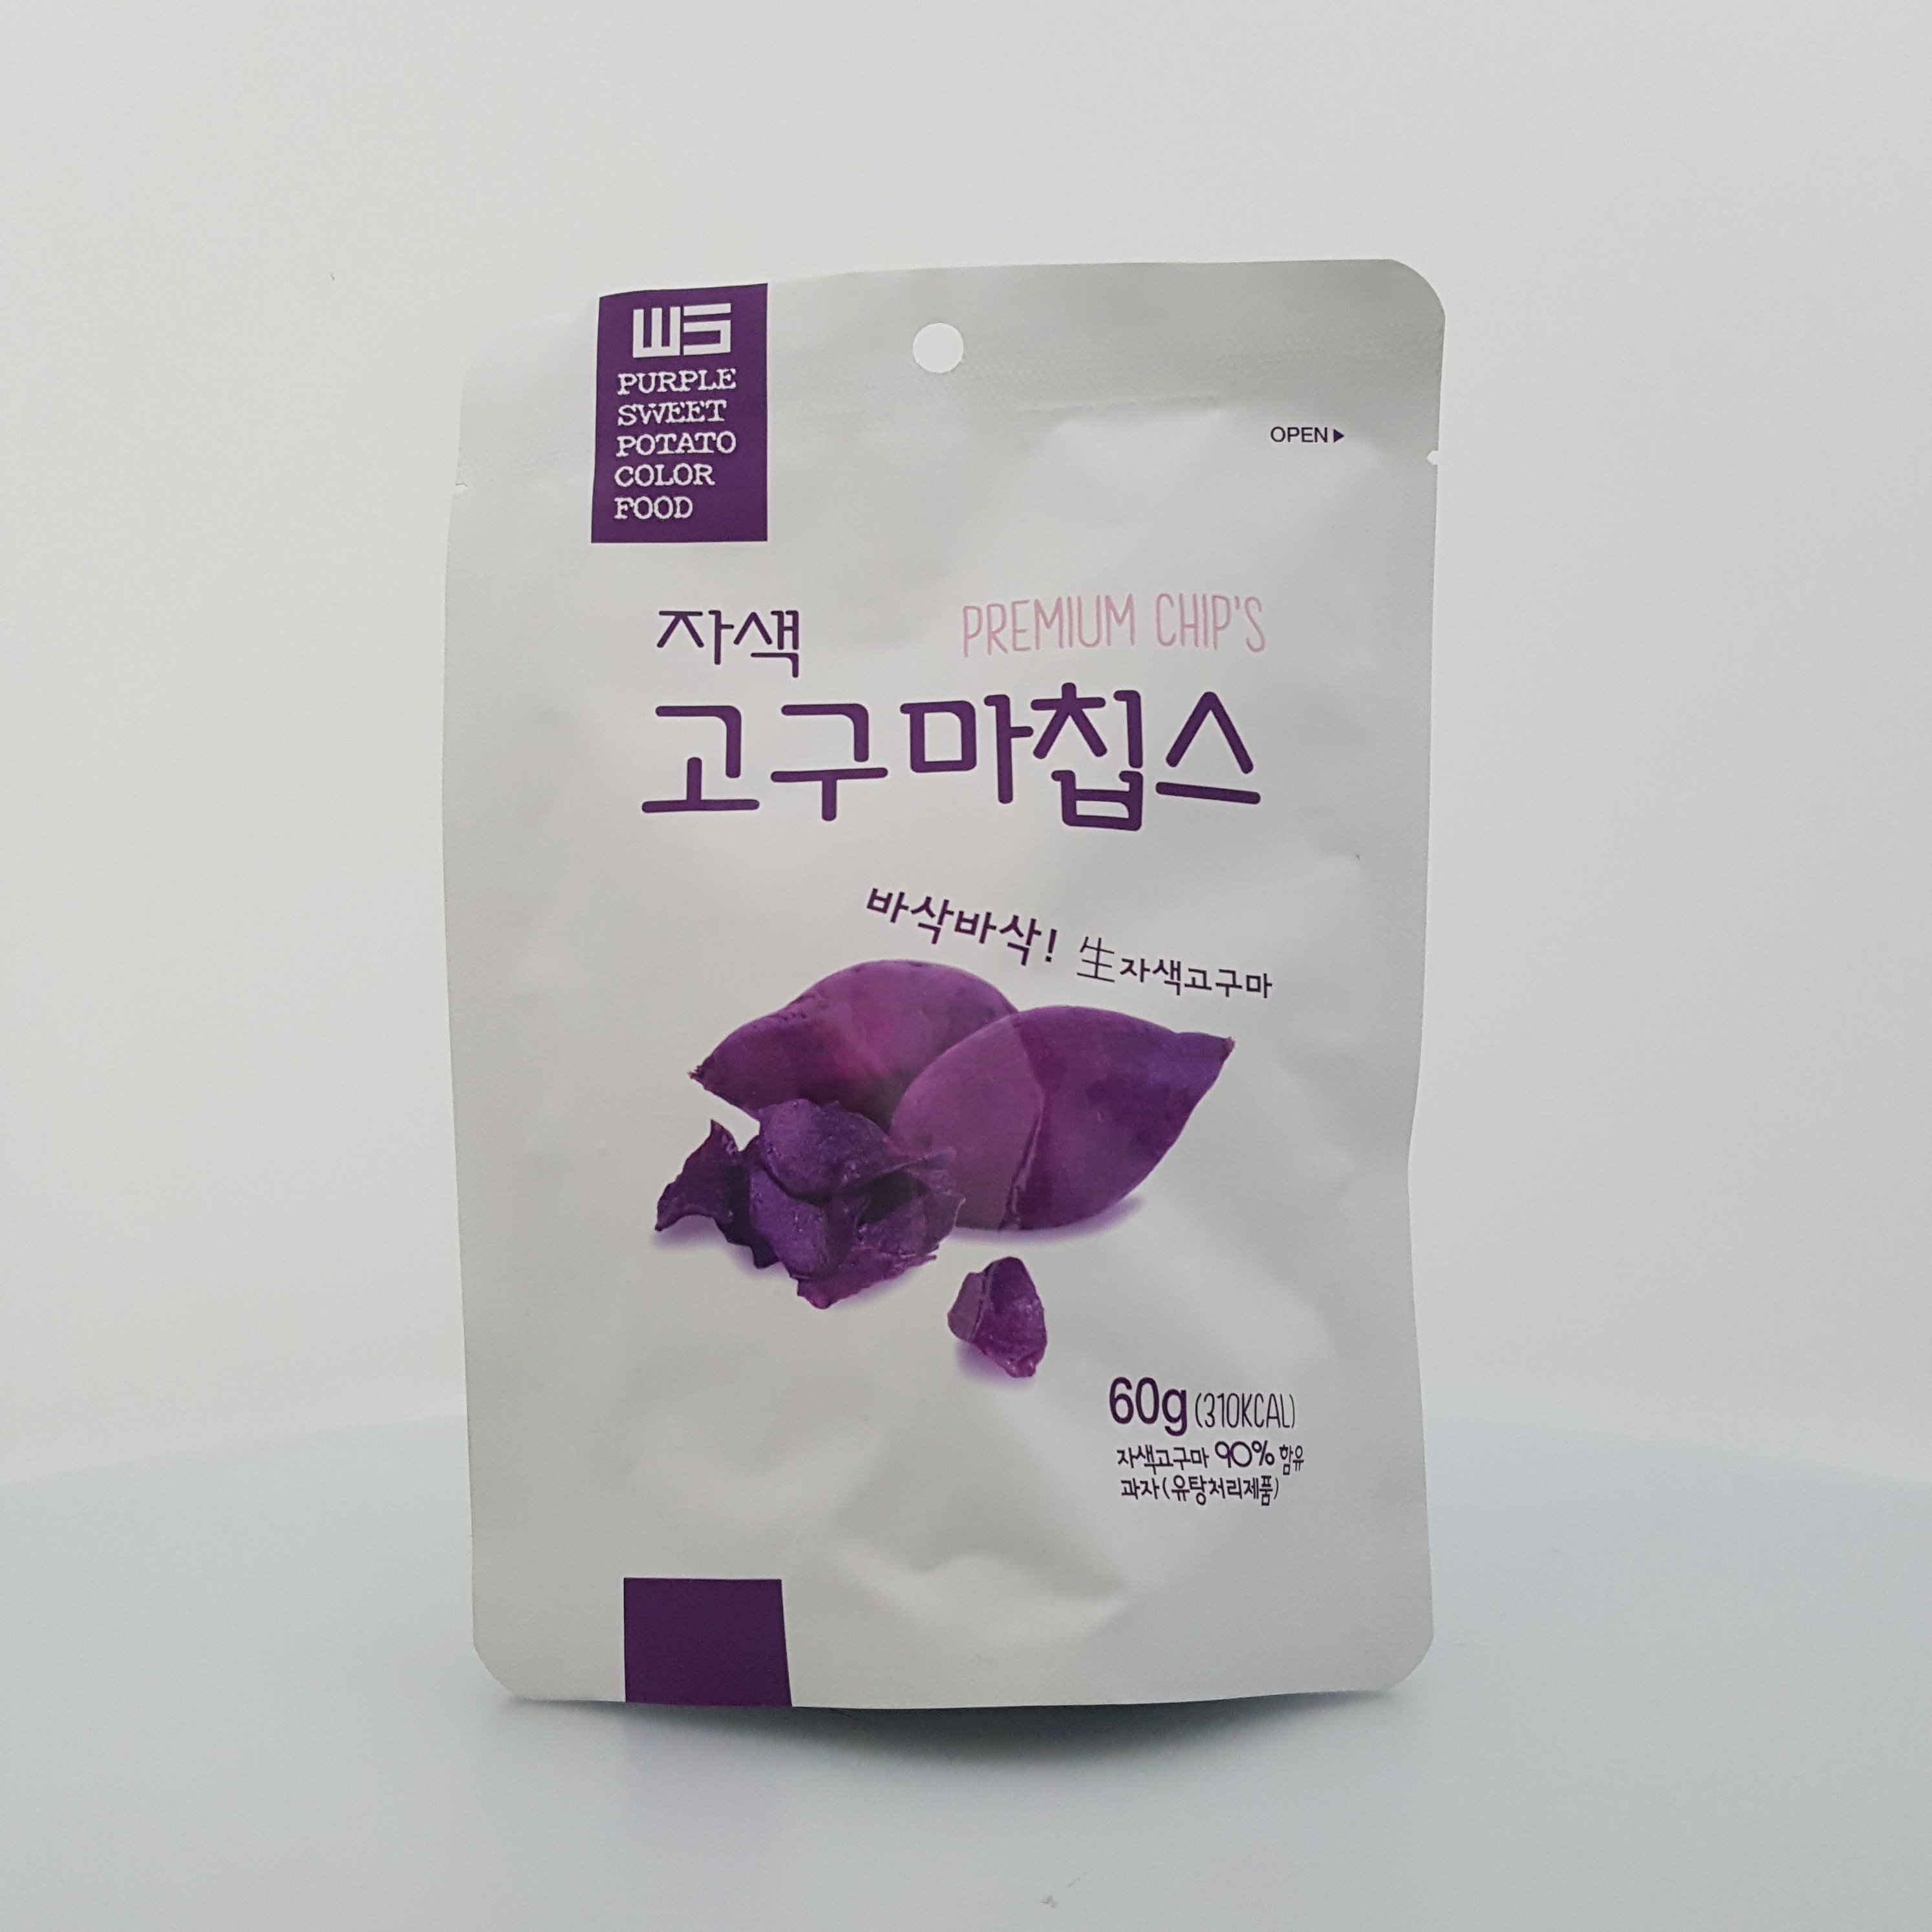 WS
PURPLE
SWEET
POTATO
COLOR
FOOD
OPEN▶
자색
PREMIUM CHIP'S
고구마칩스
바삭바삭! 生자색고구마
60g (310KCAL)
자색고구마 90% 함유
과자(유탕처리제품)